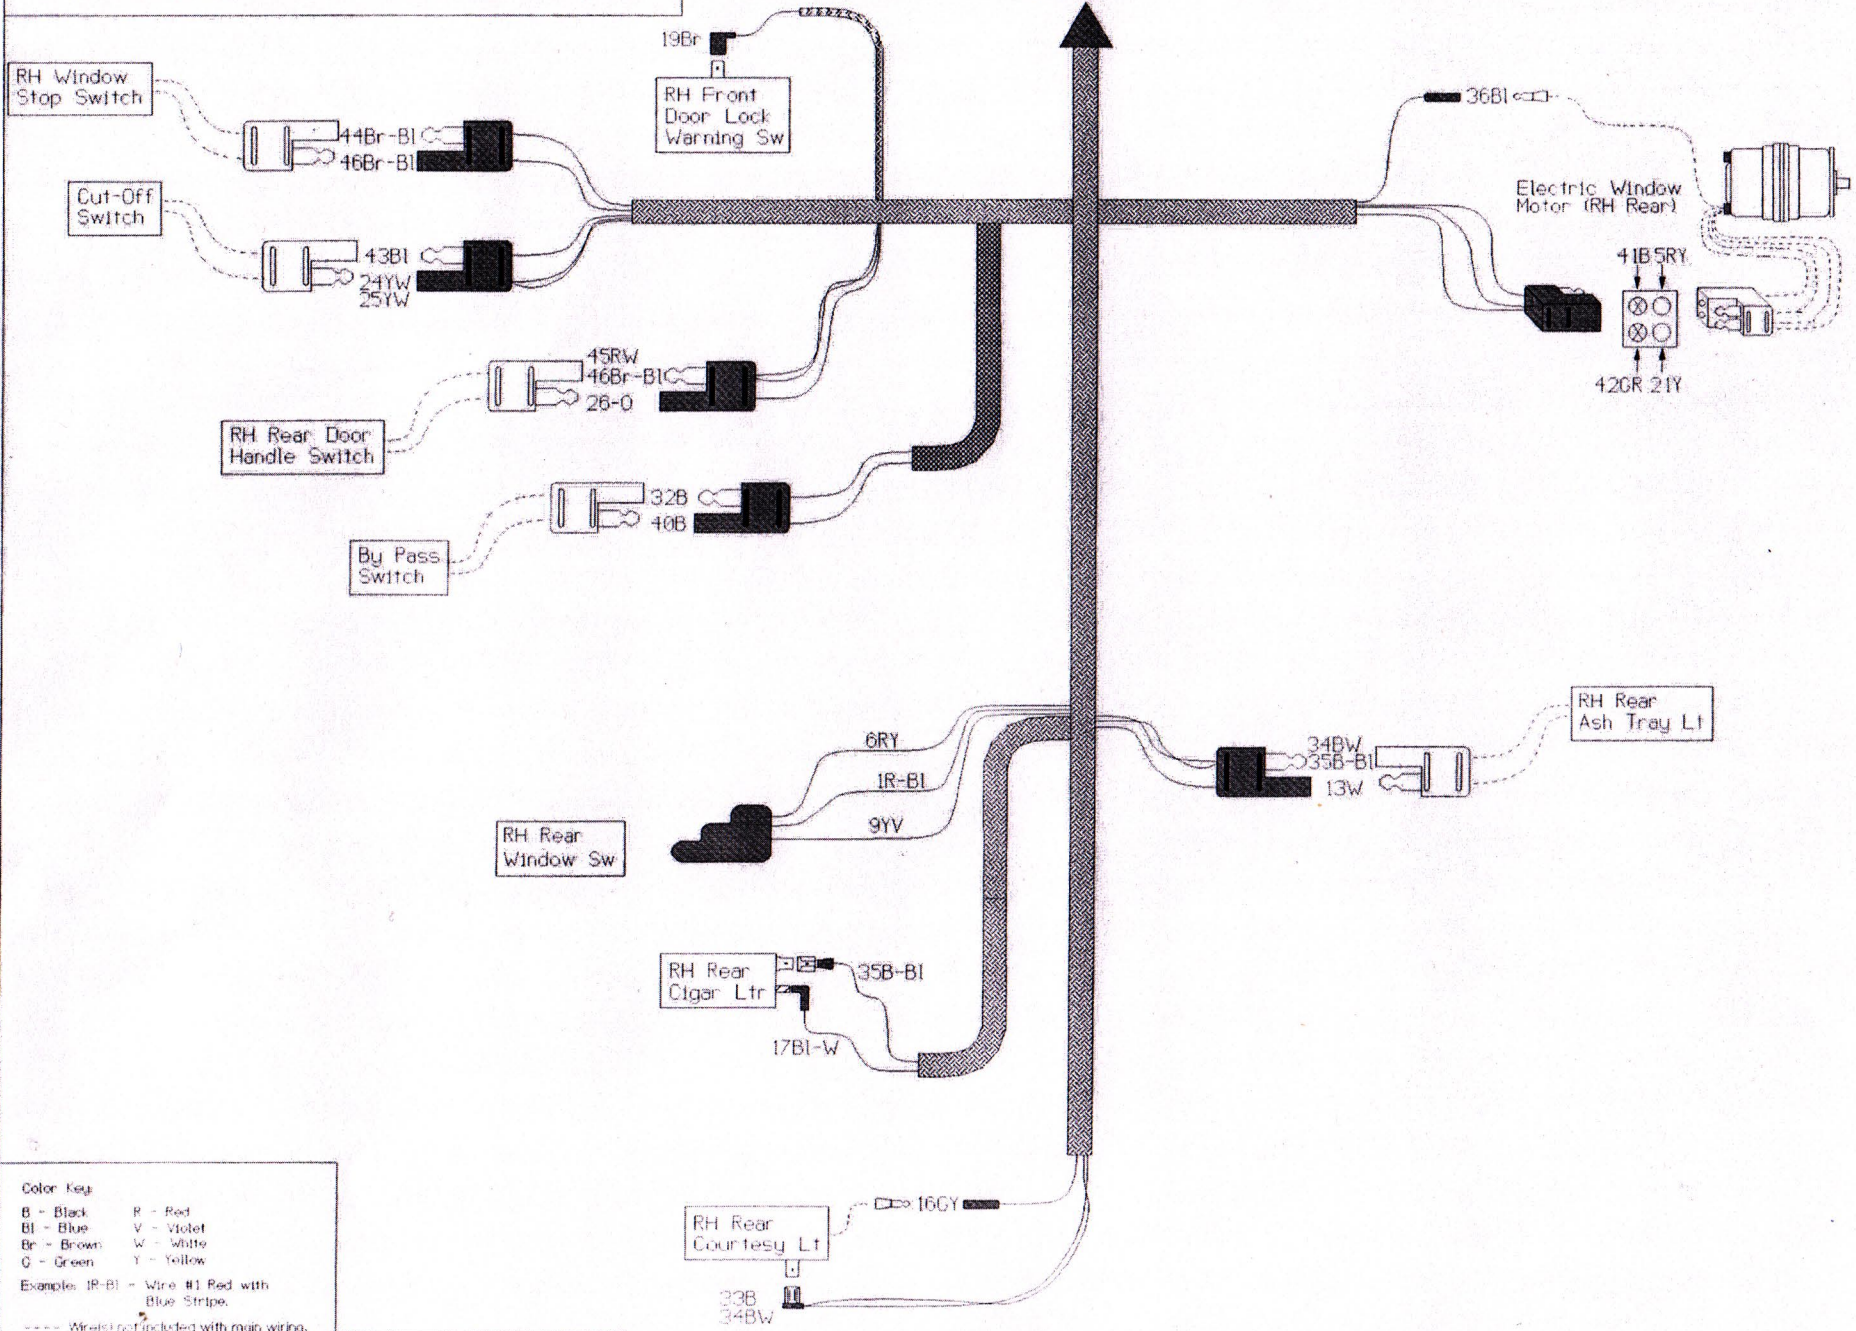 19Br
RH Front
Door Lock
Warning Sw
RH Window
Stop Switch
44Br-Bl
46Br-Bl
Cut-Off
Switch
43Bl
24YW
25YW
45RW
46Br-Bl
26-O
RH Rear Door
Handle Switch
32B
40B
By Pass
Switch
36Bl
Electric Window
Motor (RH Rear)
41B 5RY
42GR 21Y
6RY
1R-Bl
9YV
RH Rear
Window Sw
RH Rear
Ash Tray Lt
34BW
35B-Bl
13W
RH Rear
Cigar Ltr
35B-Bl
17Bl-W
16GY
RH Rear
Courtesy Lt
33B
34BW
Color Key:
B - Black R - Red
Bl - Blue V - Violet
Br - Brown W - White
G - Green Y - Yellow
Example: 1R-Bl - Wire #1 Red with
Blue Stripe.
---- Wire(s) not included with main wiring.